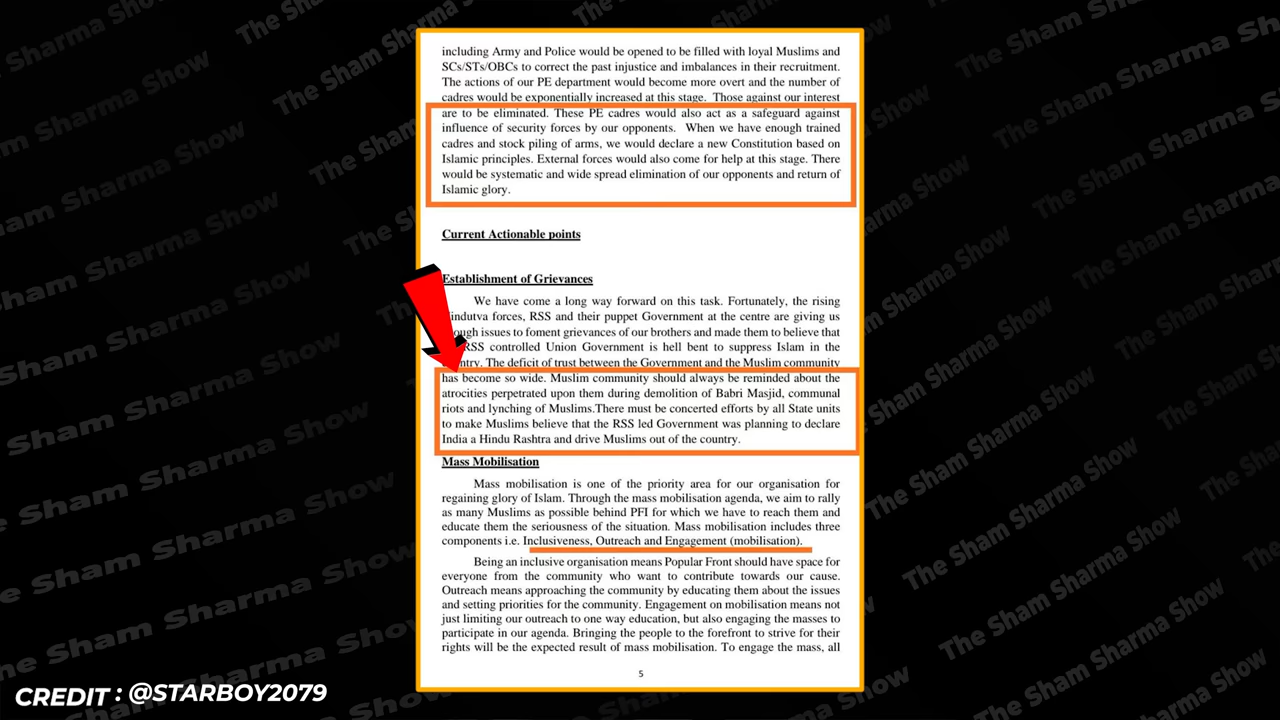 including Army and Police would be opened to be filled with loyal Muslims and
SCs/STs/OBCs to correct the past injustice and imbalances in their recruitment.
The actions of our PE department would become more overt and the number of
cadres would be exponentially increased at this stage. Those against our interest
are to be eliminated. These PE cadres would also act as a safeguard against
influence of security forces by our opponents. When we have enough trained
cadres and stock piling of arms, we would declare a new Constitution based on
Islamic principles. External forces would also come for help at this stage. There
would be systematic and wide spread elimination of our opponents and return of
Islamic glory.
Current Actionable points
Establishment of Grievances
We have come a long way forward on this task. Fortunately, the rising
indutva forces, RSS and their puppet Government at the centre are giving us
ough issues to foment grievances of our brothers and made them to believe that
RSS controlled Union Government is hell bent to suppress Islam in the
ntry. The deficit of trust between the Government and the Muslim community
has become so wide. Muslim community should always be reminded about the
atrocities perpetrated upon them during demolition of Babri Masjid, communal
riots and lynching of Muslims.There must be concerted efforts by all State units
to make Muslims believe that the RSS led Government was planning to declare
India a Hindu Rashtra and drive Muslims out of the country.
Mass Mobilisation
Mass mobilisation is one of the priority area for our organisation for
regaining glory of Islam. Through the mass mobilisation agenda, we aim to rally
as many Muslims as possible behind PFI for which we have to reach them and
educate them the seriousness of the situation. Mass mobilisation includes three
components i.e. Inclusiveness, Outreach and Engagement (mobilisation).
Being an inclusive organisation means Popular Front should have space for
everyone from the community who want to contribute towards our cause.
Outreach means approaching the community by educating them about the issues
and setting priorities for the community. Engagement on mobilisation means not
just limiting our outreach to one way education, but also engaging the masses to
participate in our agenda. Bringing the people to the forefront to strive for their
rights will be the expected result of mass mobilisation. To engage the mass, all
5
CREDIT : @STARBOY2079
The Sham Sharma Show